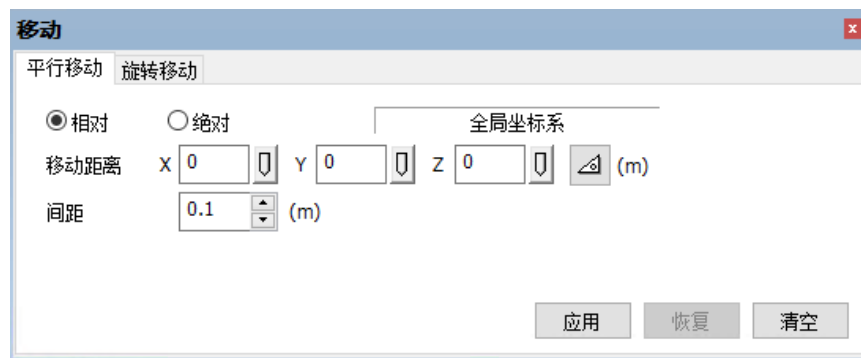 移动
平行移动 旋转移动
相对 绝对 全局坐标系
移动距离 X 0 Y 0 Z 0 (m)
间距 0.1 (m)
应用 恢复 清空